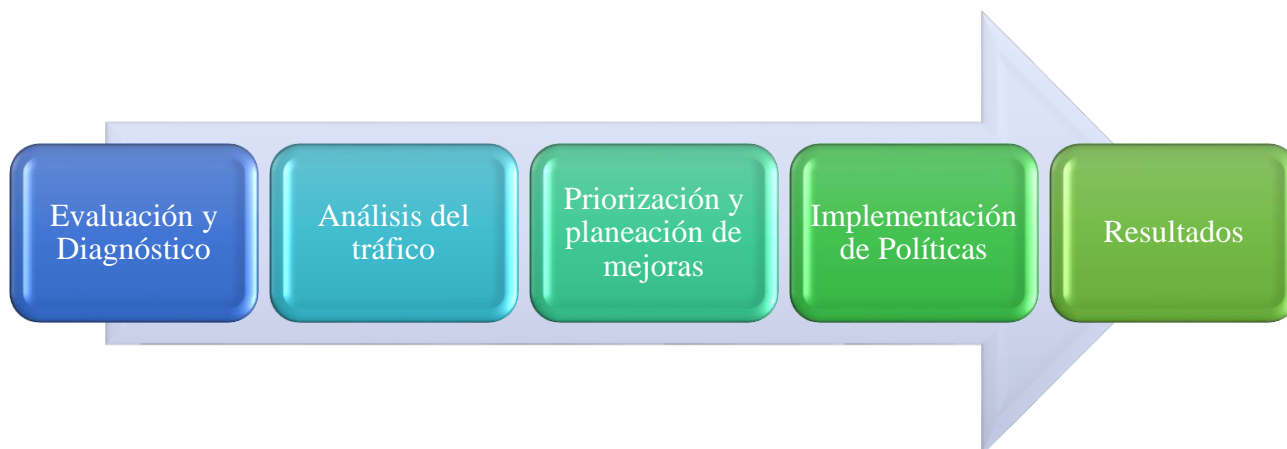 Evaluación y
Diagnóstico
Análisis del
tráfico
Priorización y
planeación de
mejoras
Implementación
de Políticas
Resultados